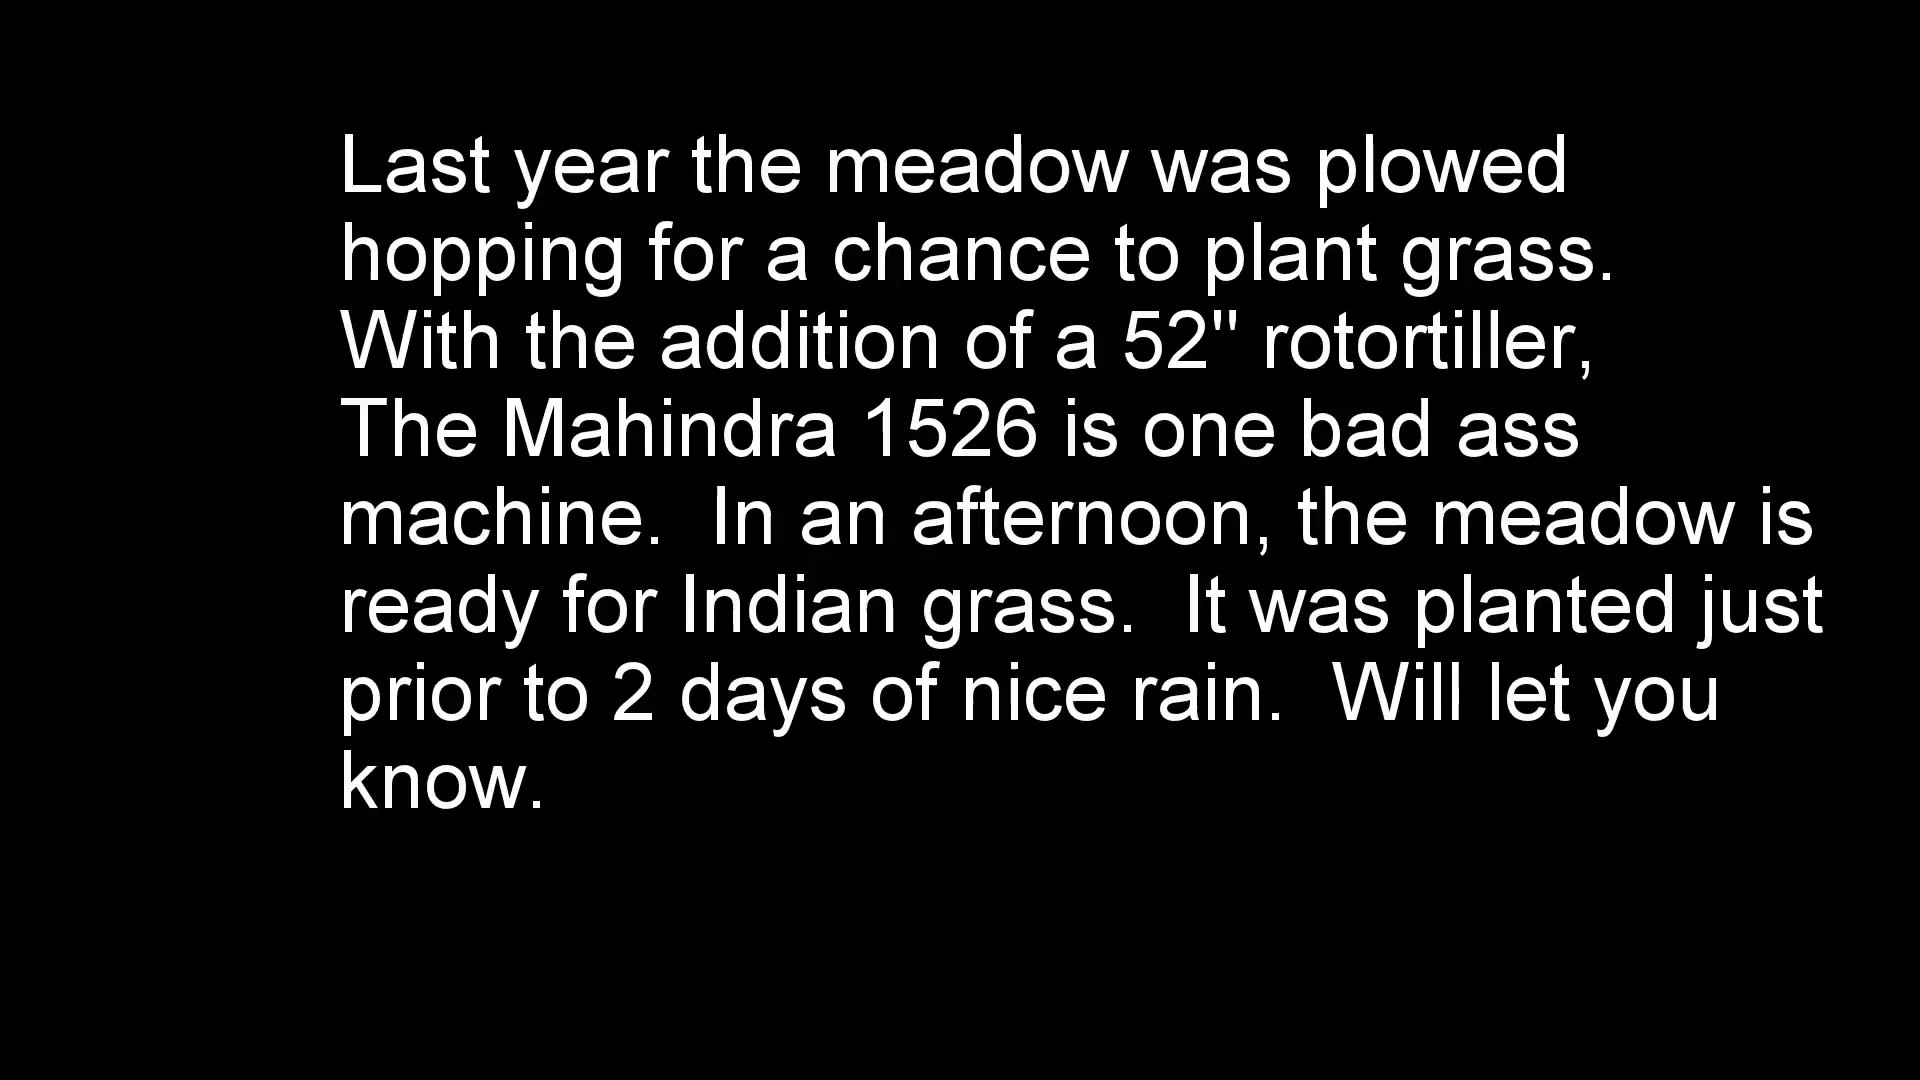 Last year the meadow was plowed
hopping for a chance to plant grass.
With the addition of a 52" rotortiller,
The Mahindra 1526 is one bad ass
machine.  In an afternoon, the meadow is
ready for Indian grass.  It was planted just
prior to 2 days of nice rain.  Will let you
know.